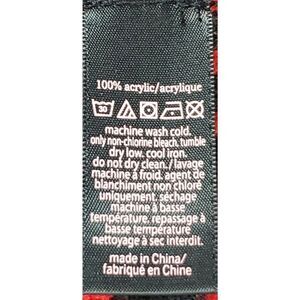 100% acrylic/acrylique
30
machine wash cold.
only non-chlorine bleach, tumble
dry low. cool iron.
do not dry clean./lavage
machine à froid. agent de
blanchiment non chloré
uniquement. séchage
machine à basse
température. repassage à
basse température
nettoyage à sec interdit.
made in China/
fabriqué en Chine